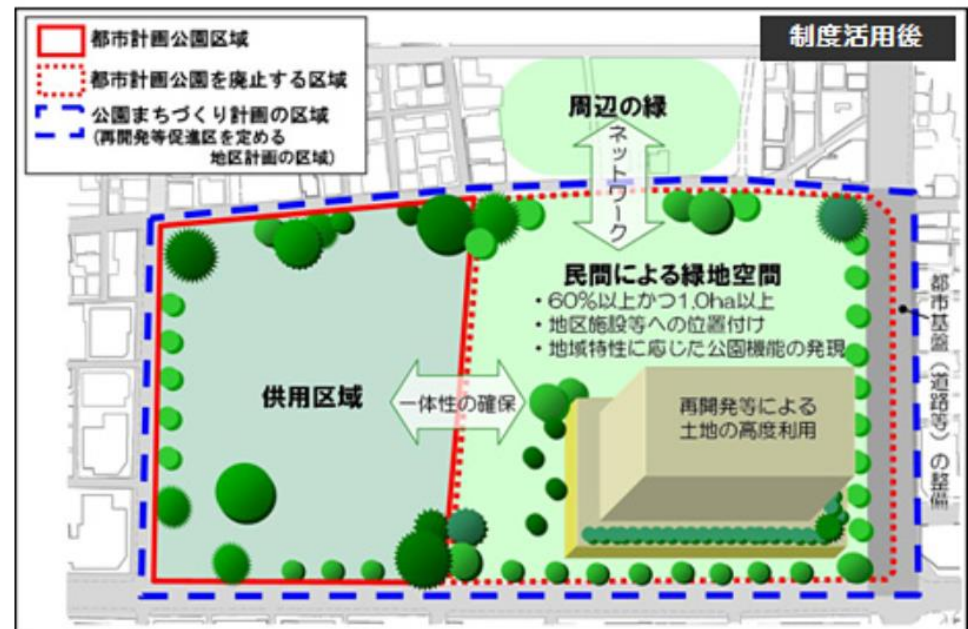 都市計画公園区域
都市計画公園を廃止する区域
公園まちづくり計画の区域
(再開発等促進区を定める
地区計画の区域)
制度活用後
周辺の緑
ネットワーク
民間による緑地空間
・60%以上かつ1.0ha以上
・地区施設等への位置付け
・地域特性に応じた公園機能の発現
供用区域
一体性の確保
再開発等による
土地の高度利用
都市基盤(道路等)の整備